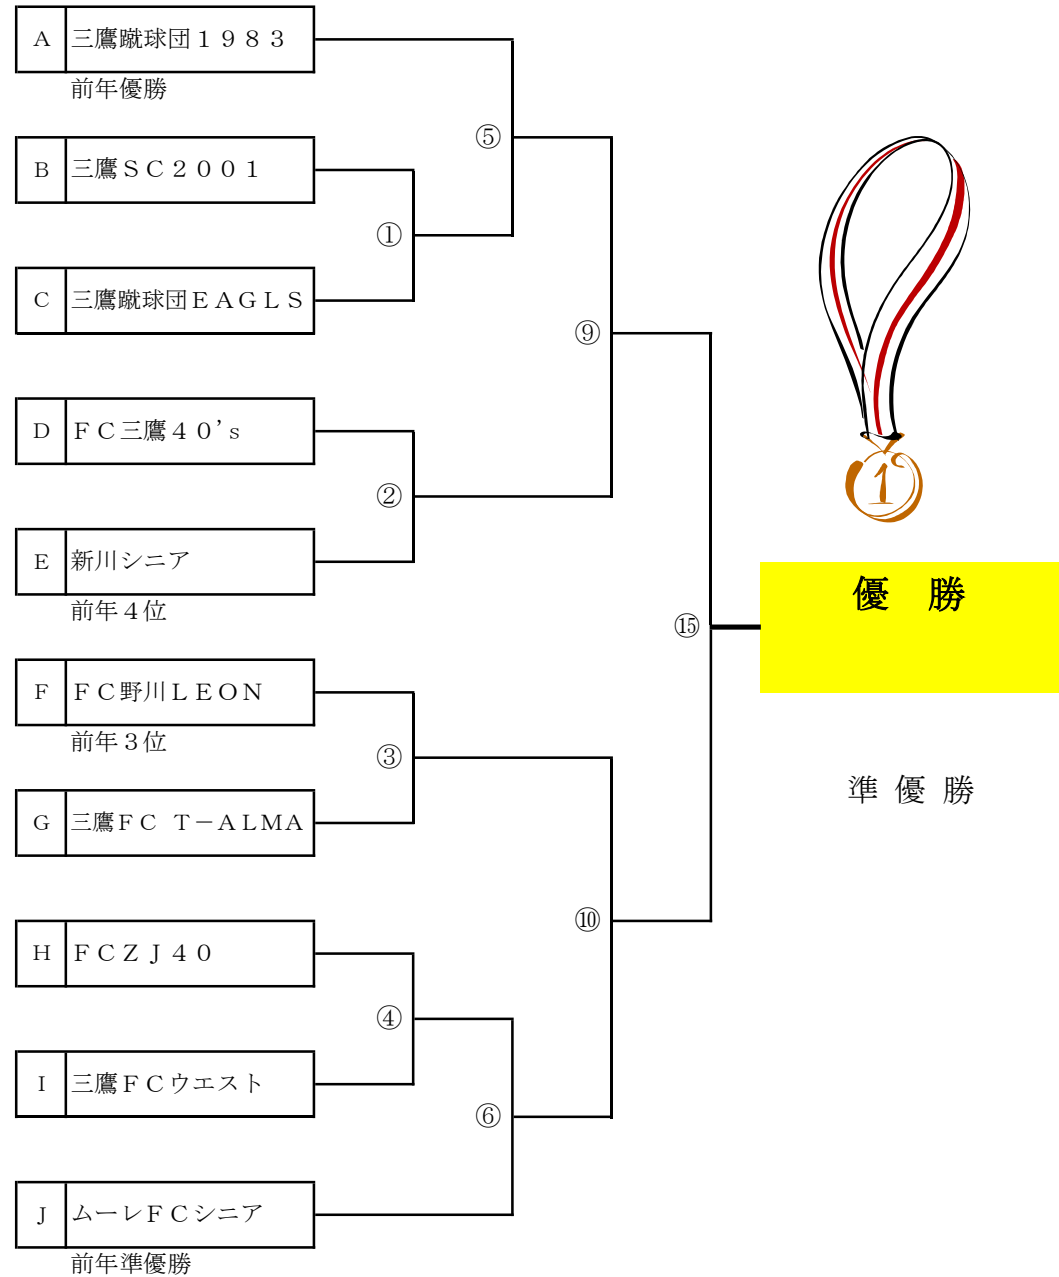 A 三鷹蹴球団１９８３
前年優勝
⑤
B 三鷹ＳＣ２００１
①
C 三鷹蹴球団ＥＡＧＬＳ
⑨
D ＦＣ三鷹４０’ｓ
②
E 新川シニア
前年４位
優　勝
⑮
F ＦＣ野川ＬＥＯＮ
前年３位
③
準 優 勝
G 三鷹ＦＣ　Ｔ－ＡＬＭＡ
⑩
H ＦＣＺＪ４０
④
I 三鷹ＦＣウエスト
⑥
J ムーレＦＣシニア
前年準優勝
1